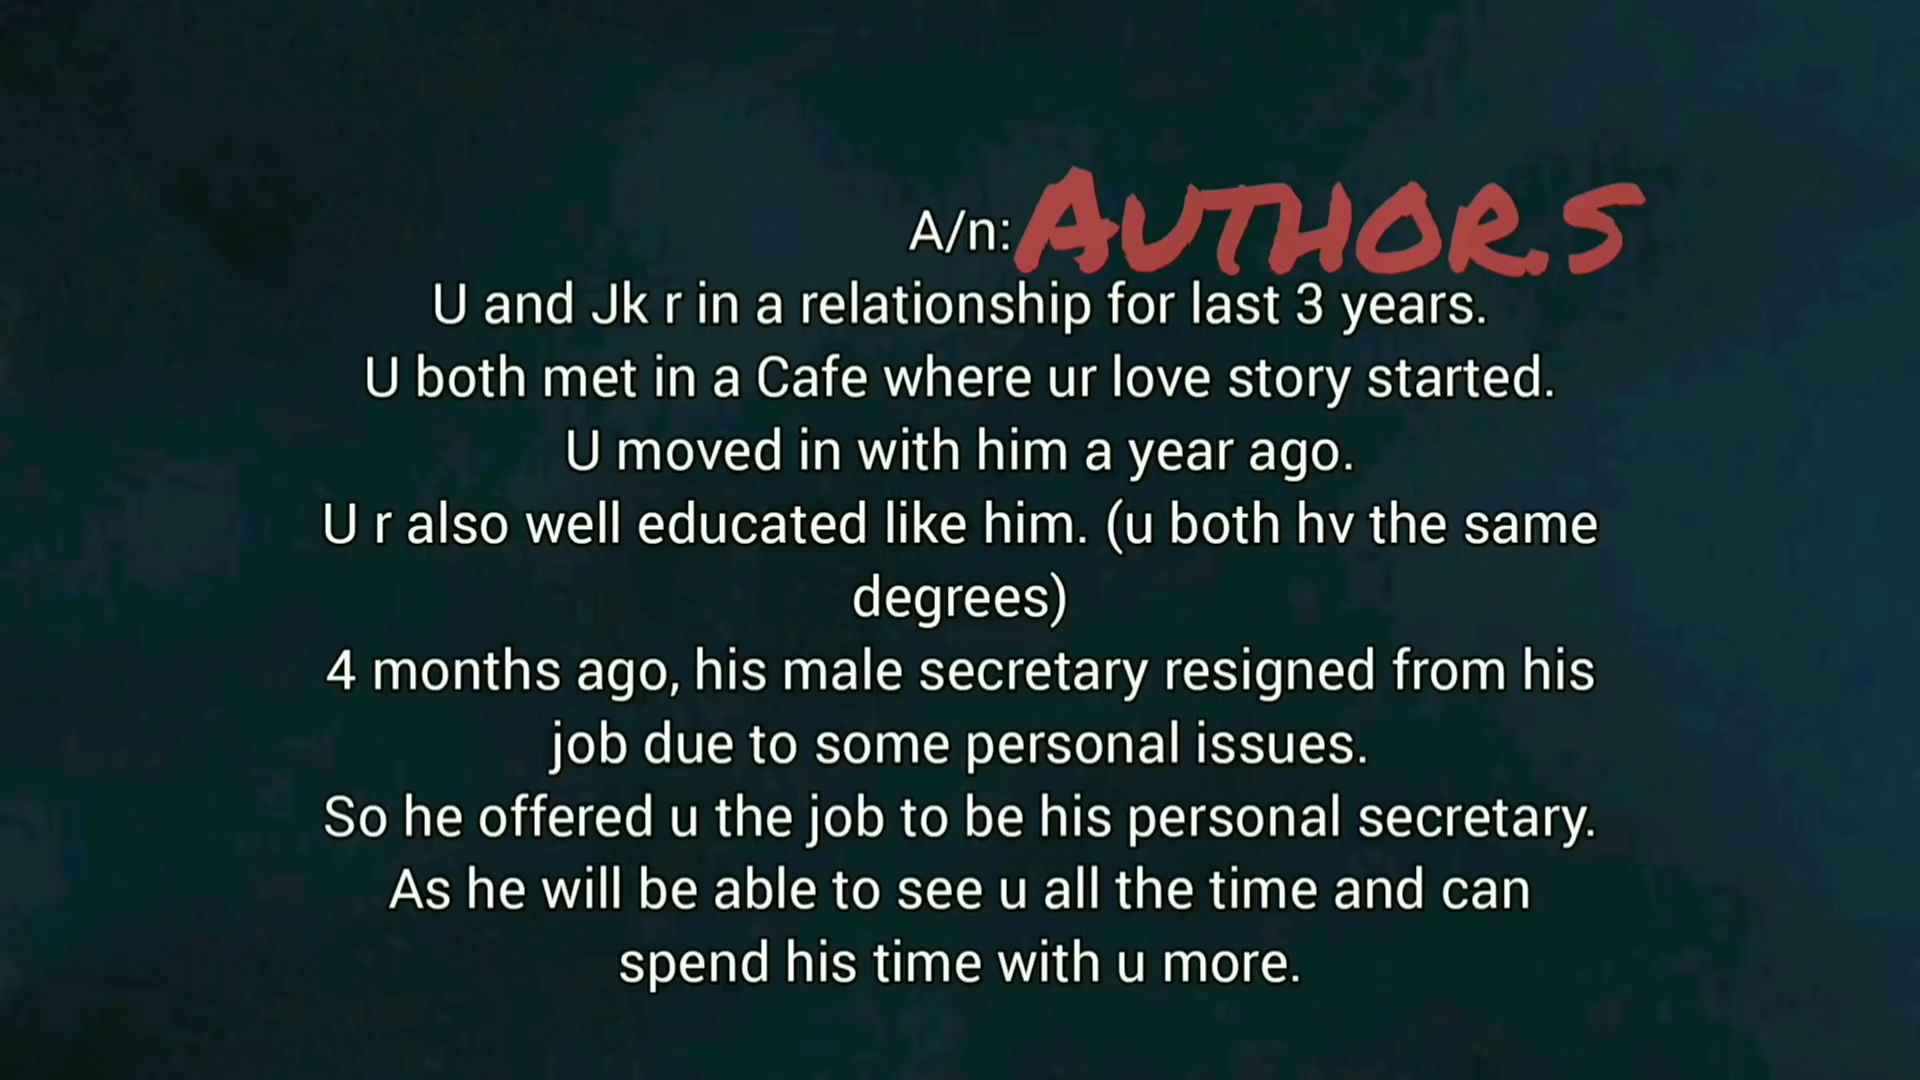 A/n: AUTHOR.S
U and Jk r in a relationship for last 3 years.
U both met in a Cafe where ur love story started.
U moved in with him a year ago.
U r also well educated like him. (u both hv the same
degrees)
4 months ago, his male secretary resigned from his
job due to some personal issues.
So he offered u the job to be his personal secretary.
As he will be able to see u all the time and can
spend his time with u more.